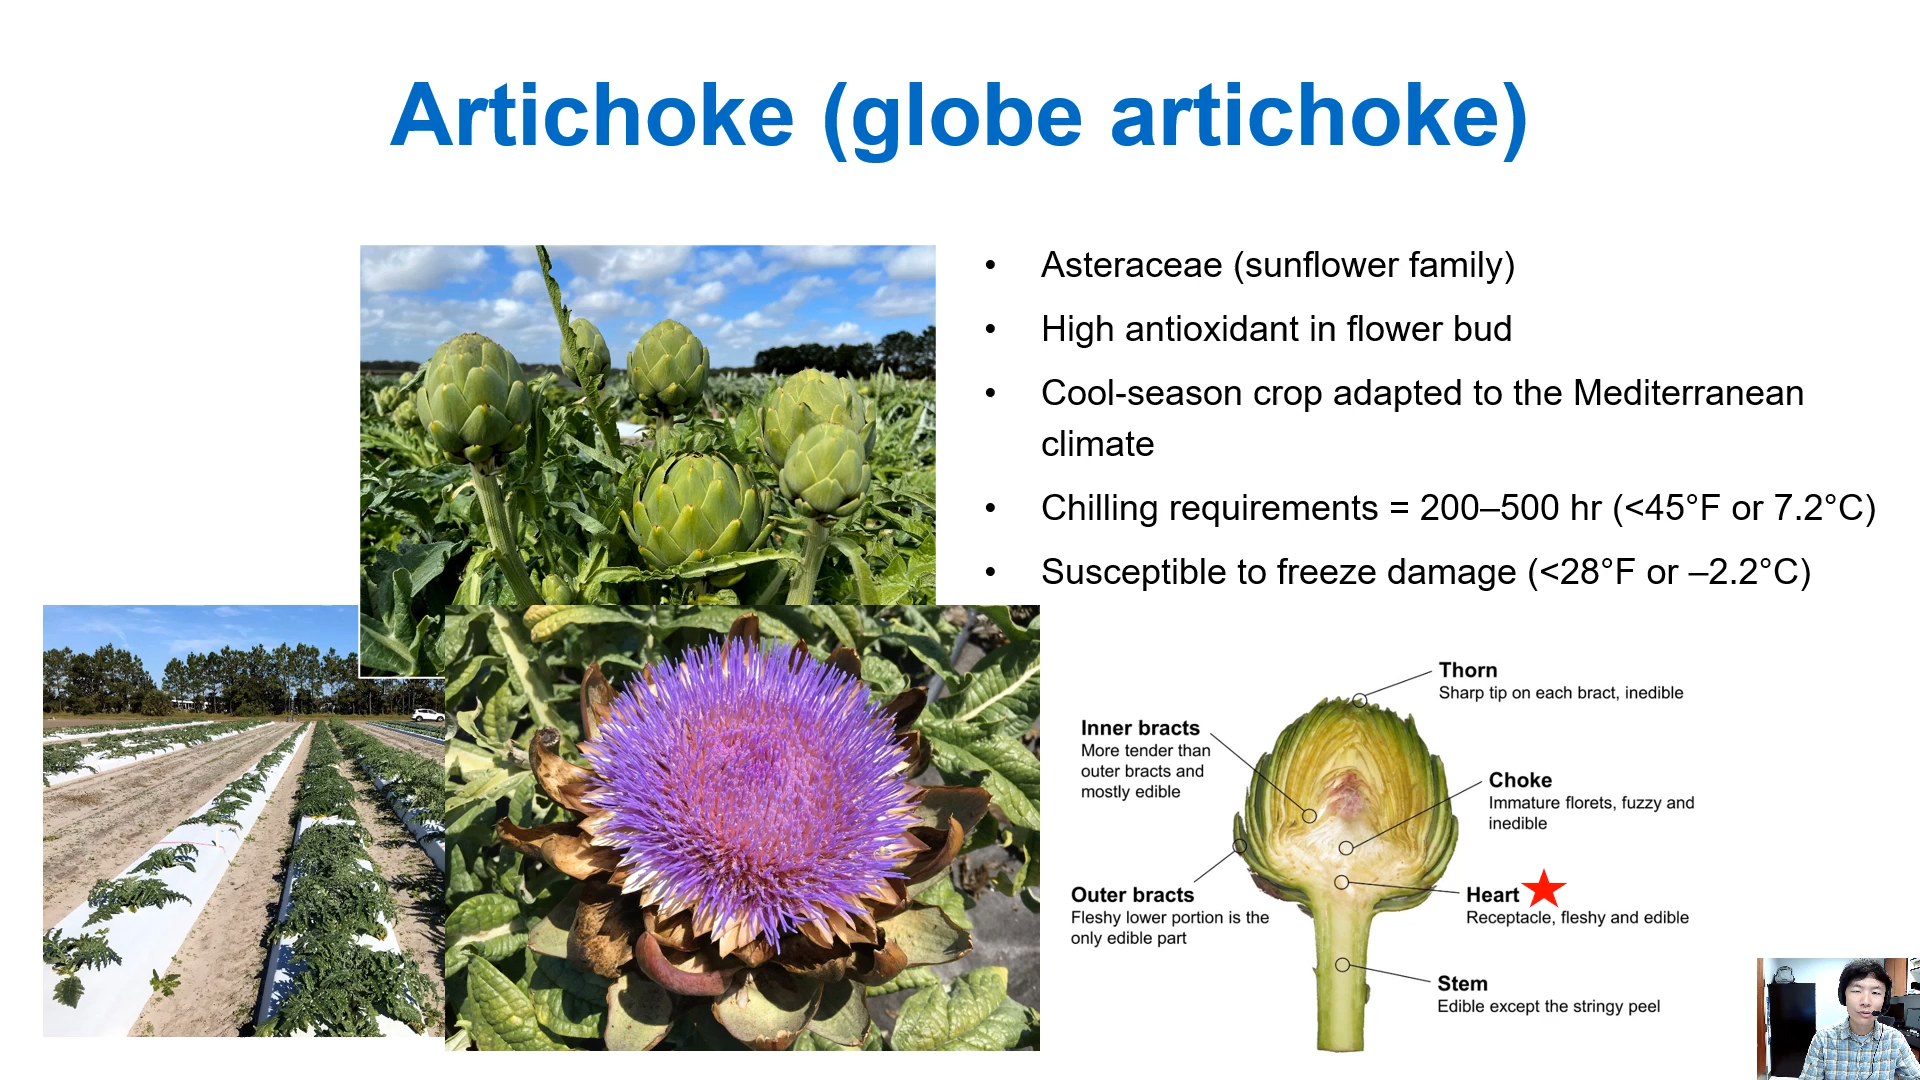 Artichoke (globe artichoke)
• Asteraceae (sunflower family)
• High antioxidant in flower bud
• Cool-season crop adapted to the Mediterranean
climate
• Chilling requirements = 200–500 hr (<45°F or 7.2°C)
• Susceptible to freeze damage (<28°F or –2.2°C)
Thorn
Sharp tip on each bract, inedible
Inner bracts
More tender than
outer bracts and
mostly edible
Choke
Immature florets, fuzzy and
inedible
Outer bracts
Fleshy lower portion is the
only edible part
Heart
Receptacle, fleshy and edible
Stem
Edible except the stringy peel